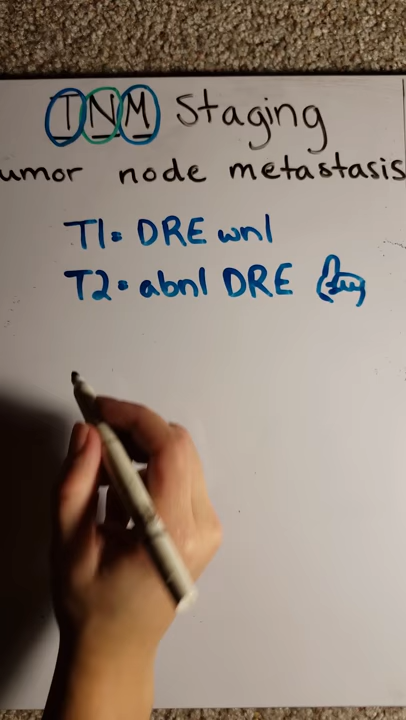 TNM Staging
umor node metastasis
T1= DRE wnl
T2= abnl DRE